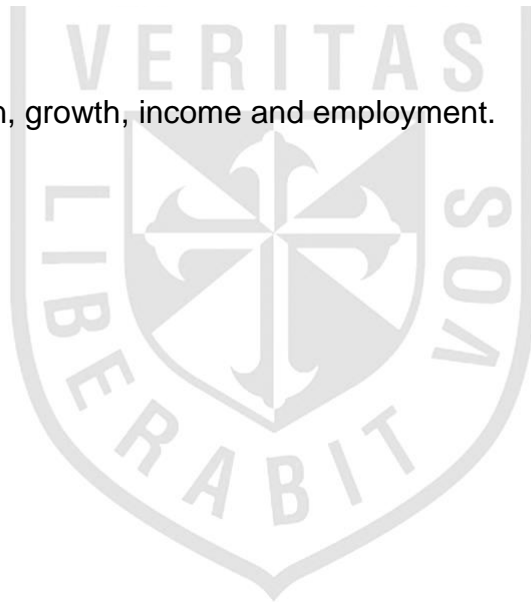 VERITAS
n, growth, income and employment.
LIBERABIT VOS